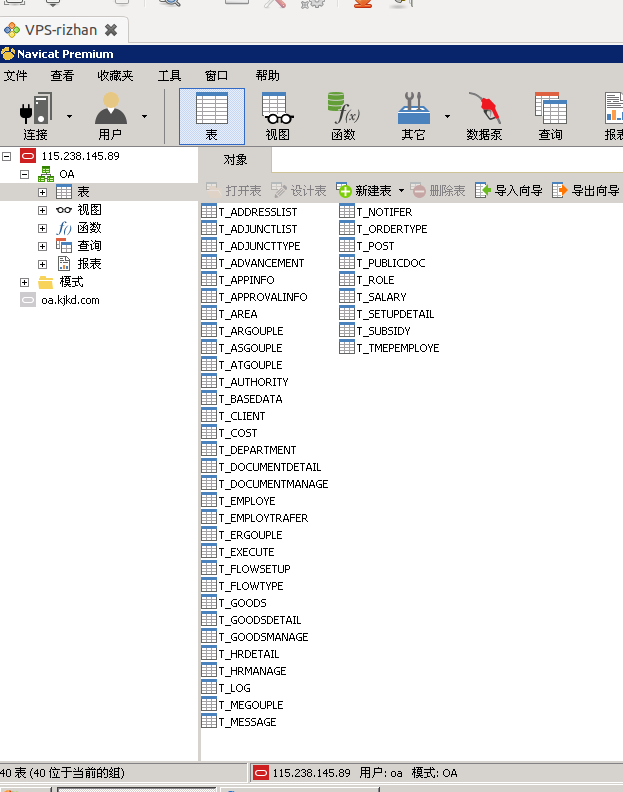 VPS-rizhan
Navicat Premium
文件 查看 收藏夹 工具 窗口 帮助
连接 用户 表 视图 函数 其它 数据泵 查询 报表
115.238.145.89
OA
表
视图
函数
查询
报表
模式
oa.kjkd.com
对象
打开表 设计表 新建表 删除表 导入向导 导出向导
T_ADDRESSLIST
T_ADJUNCTLIST
T_ADJUNCTTYPE
T_ADVANCEMENT
T_APPINFO
T_APPROVALINFO
T_AREA
T_ARGOUPLE
T_ASGOUPLE
T_ATGOUPLE
T_AUTHORITY
T_BASEDATA
T_CLIENT
T_COST
T_DEPARTMENT
T_DOCUMENTDETAIL
T_DOCUMENTMANAGE
T_EMPLOYE
T_EMPLOYTRAFER
T_ERGOUPLE
T_EXECUTE
T_FLOWSETUP
T_FLOWTYPE
T_GOODS
T_GOODSDETAIL
T_GOODSMANAGE
T_HRDETAIL
T_HRMANAGE
T_LOG
T_MEGOUPLE
T_MESSAGE
T_NOTIFER
T_ORDERTYPE
T_POST
T_PUBLICDOC
T_ROLE
T_SALARY
T_SETUPDETAIL
T_SUBSIDY
T_TMEPEMPLOYE
40 表 (40 位于当前的组)
115.238.145.89 用户: oa 模式: OA